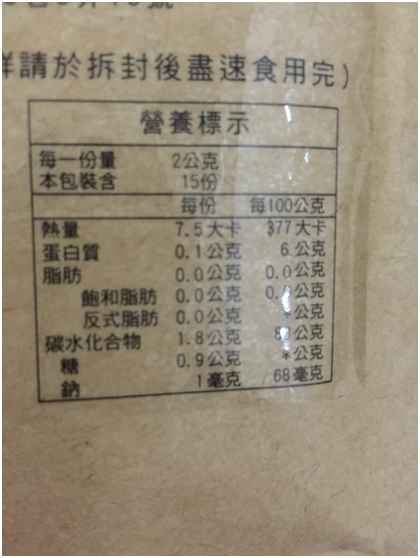 請於拆封後盡速食用完)
營養標示
每一份量 2公克
本包裝含 15份
每份 每100公克
熱量 7.5大卡 377大卡
蛋白質 0.1公克 6公克
脂肪 0.0公克 0.0公克
飽和脂肪 0.0公克 公克
反式脂肪 0.0公克 公克
碳水化合物 1.8公克 公克
糖 0.9公克 公克
鈉 1毫克 68毫克